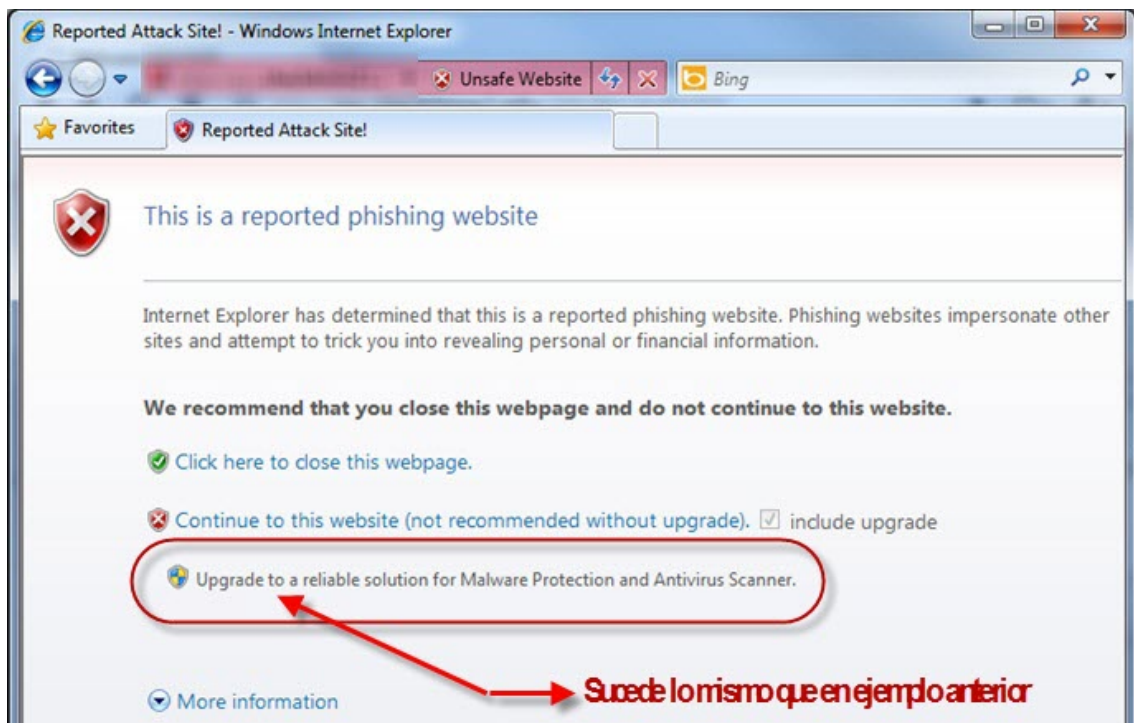 Reported Attack Site! - Windows Internet Explorer
Unsafe Website
Bing
Favorites
Reported Attack Site!
This is a reported phishing website
Internet Explorer has determined that this is a reported phishing website. Phishing websites impersonate other
sites and attempt to trick you into revealing personal or financial information.
We recommend that you close this webpage and do not continue to this website.
Click here to close this webpage.
Continue to this website (not recommended without upgrade). include upgrade
Upgrade to a reliable solution for Malware Protection and Antivirus Scanner.
Sucede lo mismo que en ejemplo anterior
More information